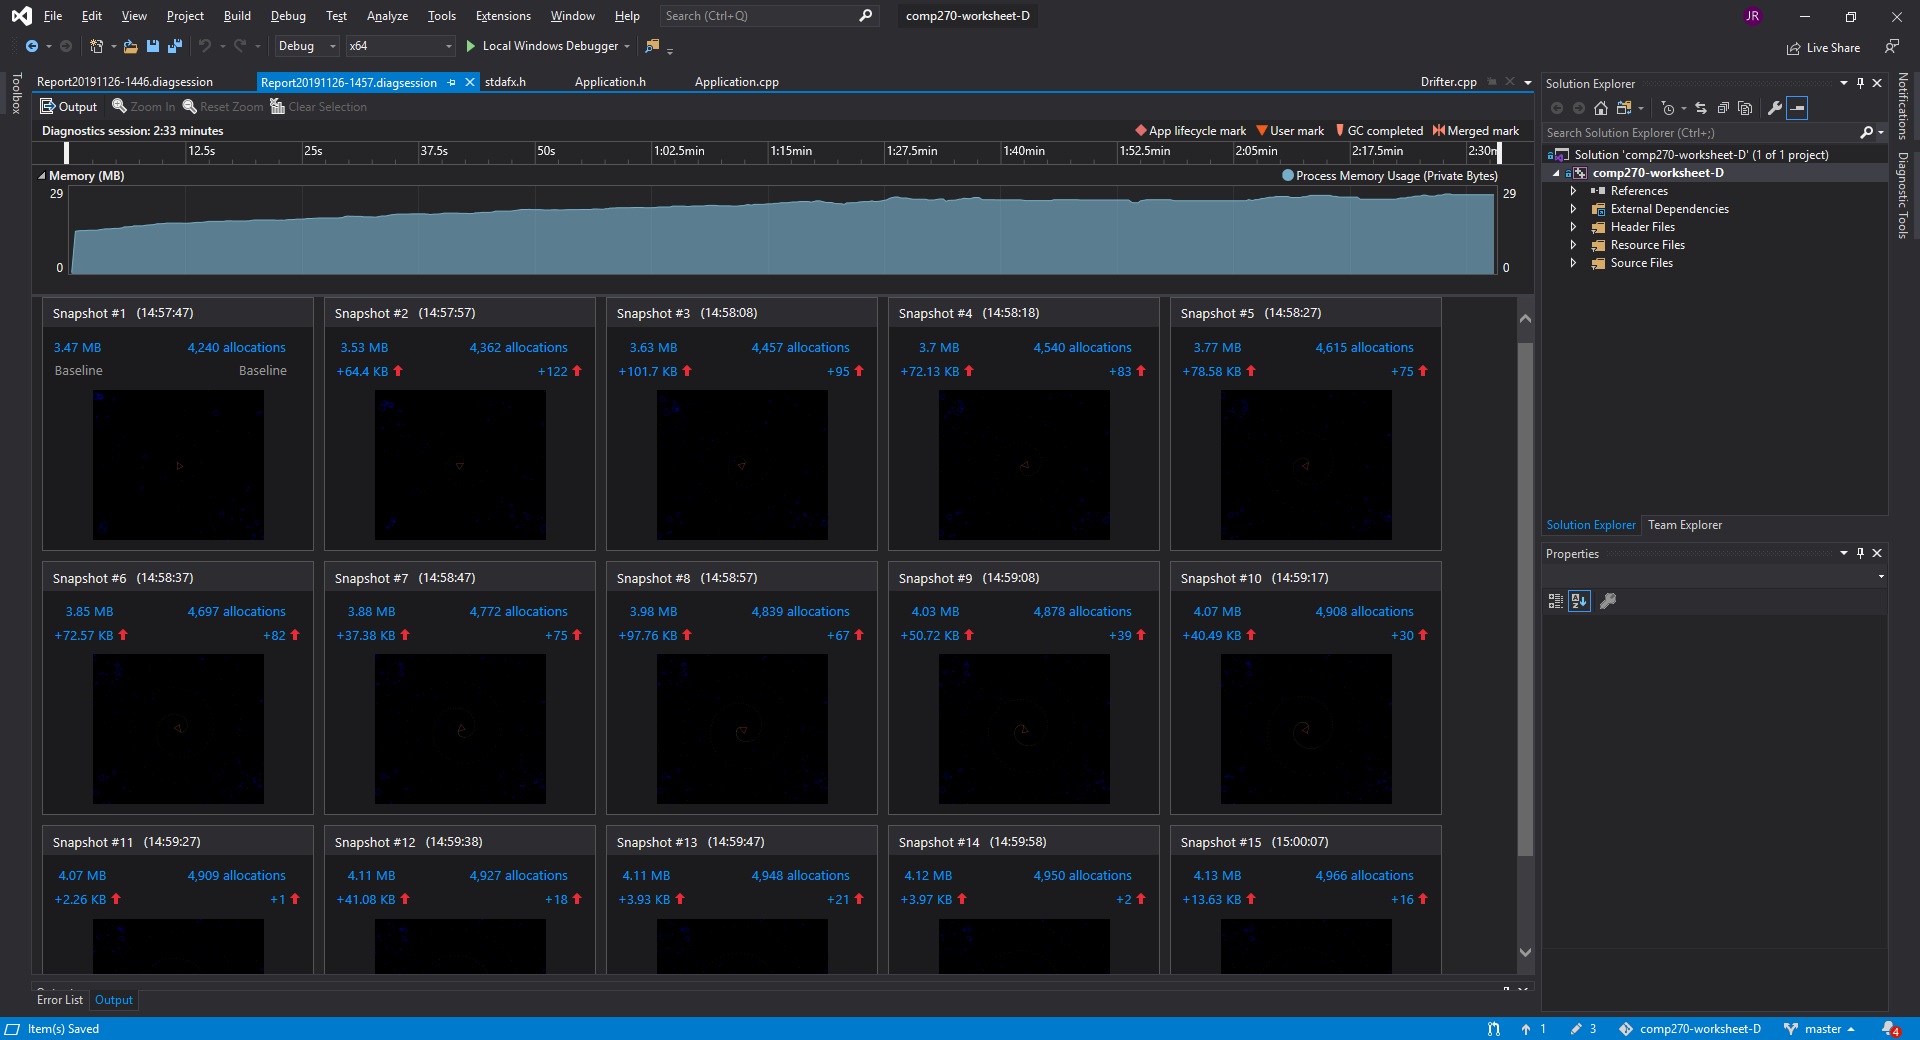 File Edit View Project Build Debug Test Analyze Tools Extensions Window Help Search (Ctrl+Q) comp270-worksheet-D JR
Debug x64 Local Windows Debugger Live Share
Toolbox
Report20191126-1446.diagsession Report20191126-1457.diagsession stdafx.h Application.h Application.cpp Drifter.cpp
Output Zoom In Reset Zoom Clear Selection
Diagnostics session: 2:33 minutes App lifecycle mark User mark GC completed Merged mark
12.5s 25s 37.5s 50s 1:02.5min 1:15min 1:27.5min 1:40min 1:52.5min 2:05min 2:17.5min 2:30m
Memory (MB) Process Memory Usage (Private Bytes)
29 29
0 0
Snapshot #1 (14:57:47) Snapshot #2 (14:57:57) Snapshot #3 (14:58:08) Snapshot #4 (14:58:18) Snapshot #5 (14:58:27)
3.47 MB 4,240 allocations 3.53 MB 4,362 allocations 3.63 MB 4,457 allocations 3.7 MB 4,540 allocations 3.77 MB 4,615 allocations
Baseline Baseline +64.4 KB +122 +101.7 KB +95 +72.13 KB +83 +78.58 KB +75
Snapshot #6 (14:58:37) Snapshot #7 (14:58:47) Snapshot #8 (14:58:57) Snapshot #9 (14:59:08) Snapshot #10 (14:59:17)
3.85 MB 4,697 allocations 3.88 MB 4,772 allocations 3.98 MB 4,839 allocations 4.03 MB 4,878 allocations 4.07 MB 4,908 allocations
+72.57 KB +82 +37.38 KB +75 +97.76 KB +67 +50.72 KB +39 +40.49 KB +30
Snapshot #11 (14:59:27) Snapshot #12 (14:59:38) Snapshot #13 (14:59:47) Snapshot #14 (14:59:58) Snapshot #15 (15:00:07)
4.07 MB 4,909 allocations 4.11 MB 4,927 allocations 4.11 MB 4,948 allocations 4.12 MB 4,950 allocations 4.13 MB 4,966 allocations
+2.26 KB +1 +41.08 KB +18 +3.93 KB +21 +3.97 KB +2 +13.63 KB +16
Error List Output
Solution Explorer
Search Solution Explorer (Ctrl+;)
Solution 'comp270-worksheet-D' (1 of 1 project)
comp270-worksheet-D
References
External Dependencies
Header Files
Resource Files
Source Files
Solution Explorer Team Explorer
Properties
Notifications
Diagnostic Tools
Item(s) Saved 1 3 comp270-worksheet-D master 4